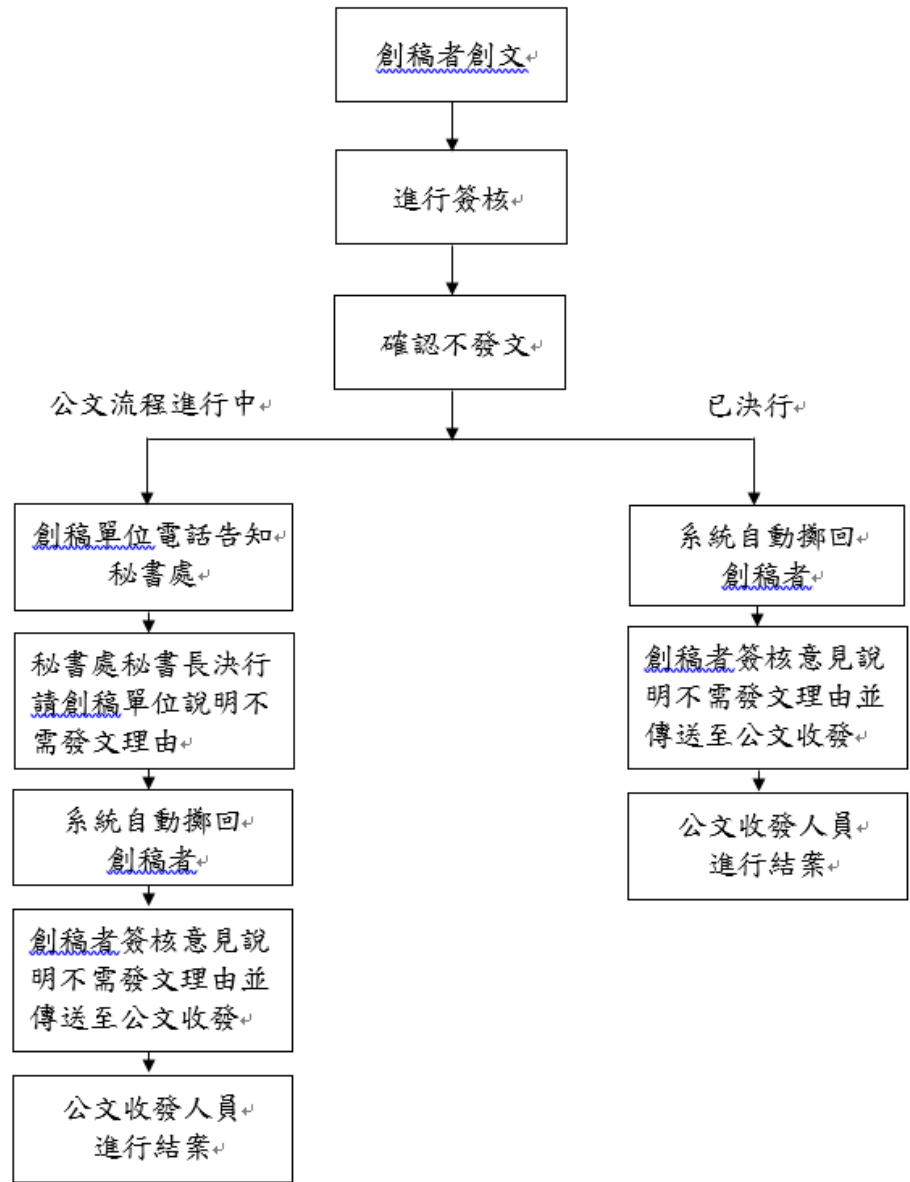 創稿者創文
進行簽核
確認不發文
公文流程進行中
已決行
創稿單位電話告知
秘書處
秘書處秘書長決行
請創稿單位說明不
需發文理由
系統自動擲回
創稿者
創稿者簽核意見說
明不需發文理由並
傳送至公文收發
公文收發人員
進行結案
系統自動擲回
創稿者
創稿者簽核意見說
明不需發文理由並
傳送至公文收發
公文收發人員
進行結案